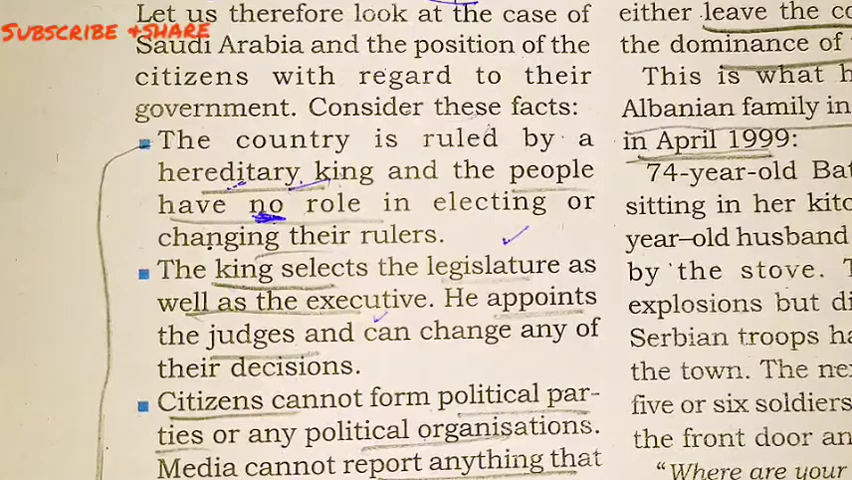 SUBSCRIBE & SHARE
Let us therefore look at the case of
Saudi Arabia and the position of the
citizens with regard to their
government. Consider these facts:
The country is ruled by a
hereditary king and the people
have no role in electing or
changing their rulers.
The king selects the legislature as
well as the executive. He appoints
the judges and can change any of
their decisions.
Citizens cannot form political par-
ties or any political organisations.
Media cannot report anything that
either leave the
the dominance of
This is what
Albanian family in
in April 1999:
74-year-old
sitting in her
year–old husband
by the stove.
explosions but
Serbian troops
the town. The
five or six soldiers
the front door
"Where are your